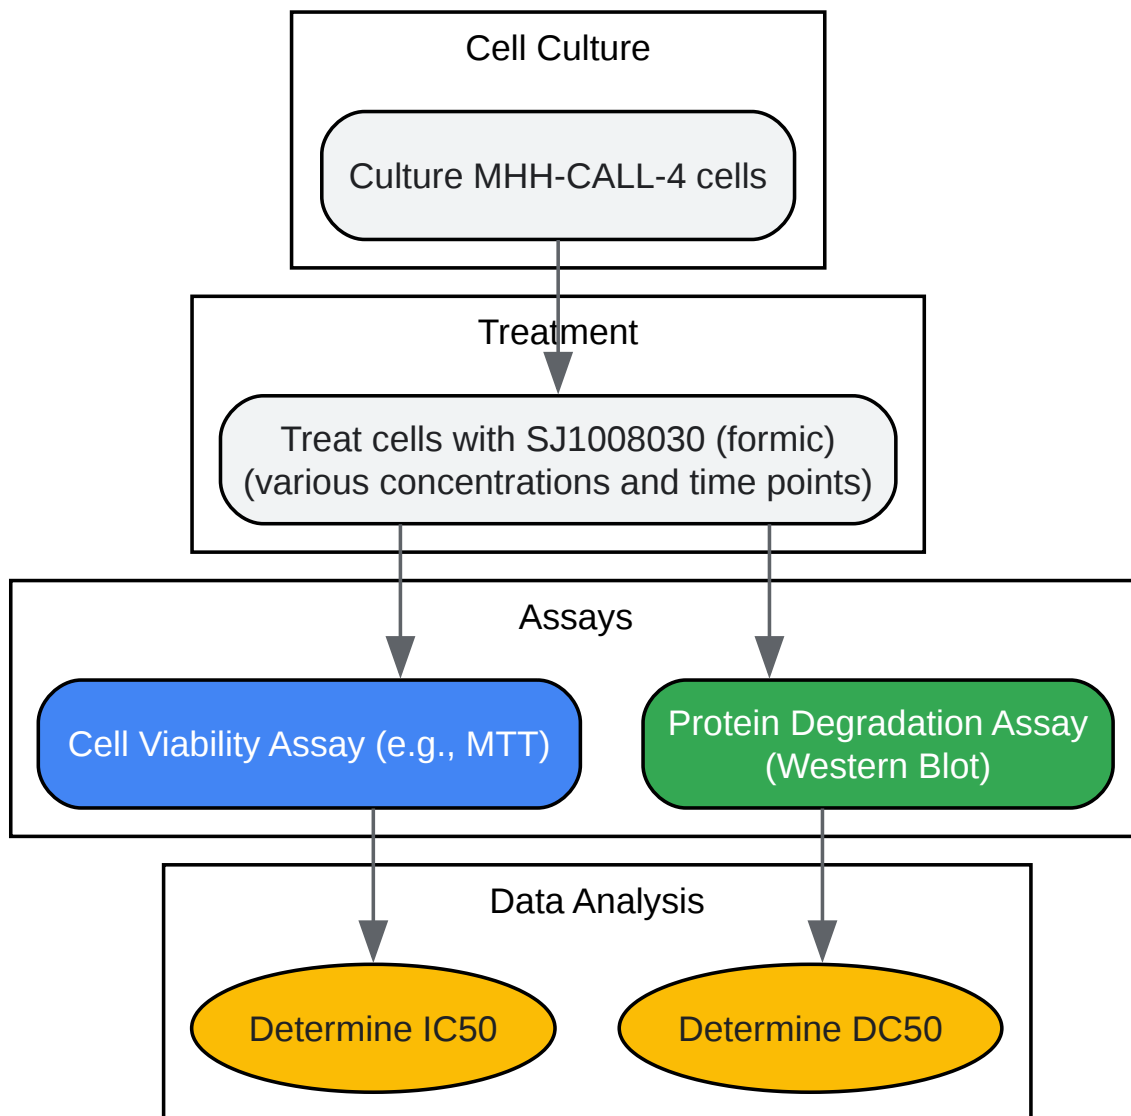 Cell Culture
Culture MHH-CALL-4 cells
Treatment
Treat cells with SJ1008030 (formic)
(various concentrations and time points)
Assays
Cell Viability Assay (e.g., MTT)
Protein Degradation Assay
(Western Blot)
Data Analysis
Determine IC50
Determine DC50